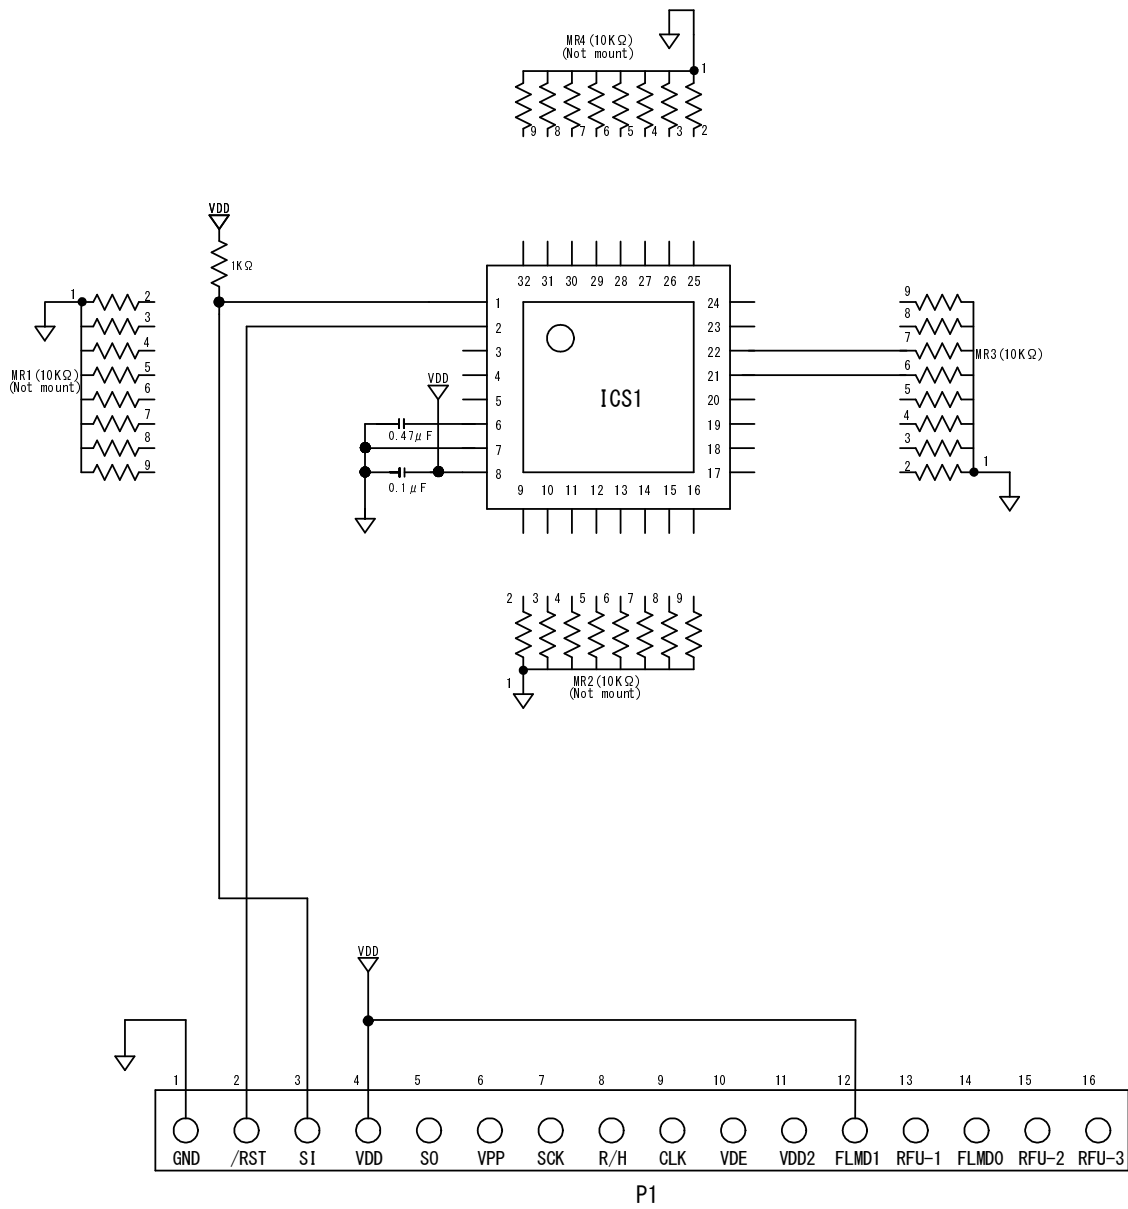 MR4(10KΩ)
(Not mount)
1
9 8 7 6 5 4 3 2
VDD
1KΩ
32 31 30 29 28 27 26 25
1 2
3
4
5
6
7
8
9
MR1(10KΩ)
(Not mount)
1
2
3
4
5
6
7
8
VDD
0.47μF
0.1μF
ICS1
24
23
22
21
20
19
18
17
9 10 11 12 13 14 15 16
9
8
7
6
5
4
3
2
1
MR3(10KΩ)
2 3 4 5 6 7 8 9
1
MR2(10KΩ)
(Not mount)
VDD
1 2 3 4 5 6 7 8 9 10 11 12 13 14 15 16
GND /RST SI VDD SO VPP SCK R/H CLK VDE VDD2 FLMD1 RFU-1 FLMD0 RFU-2 RFU-3
P1